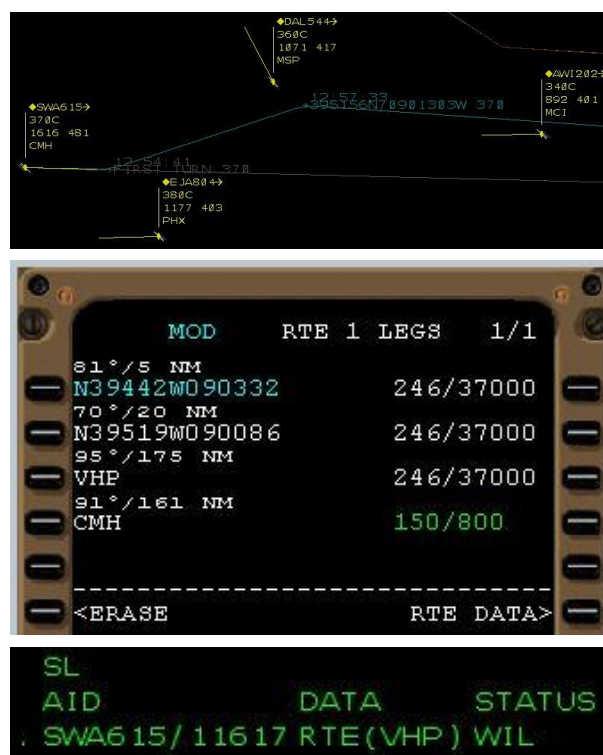 ◆DAL544→
360C
1071 417
MSP
◆AWI202→
340C
892 401
MCI
12:57:33
+395156N/0901303W 370
◆SWA615→
370C
1616 481
CMH
12:54:41
+FIRST TURN 370
◆EJA804→
380C
1177 403
PHX
MOD RTE 1 LEGS 1/1
81°/5 NM
N39442W090332 246/37000
70°/20 NM
N39519W090086 246/37000
95°/175 NM
VHP 246/37000
91°/161 NM
CMH 150/800
<ERASE RTE DATA>
SL
AID DATA STATUS
. SWA615/11617 RTE(VHP) WIL